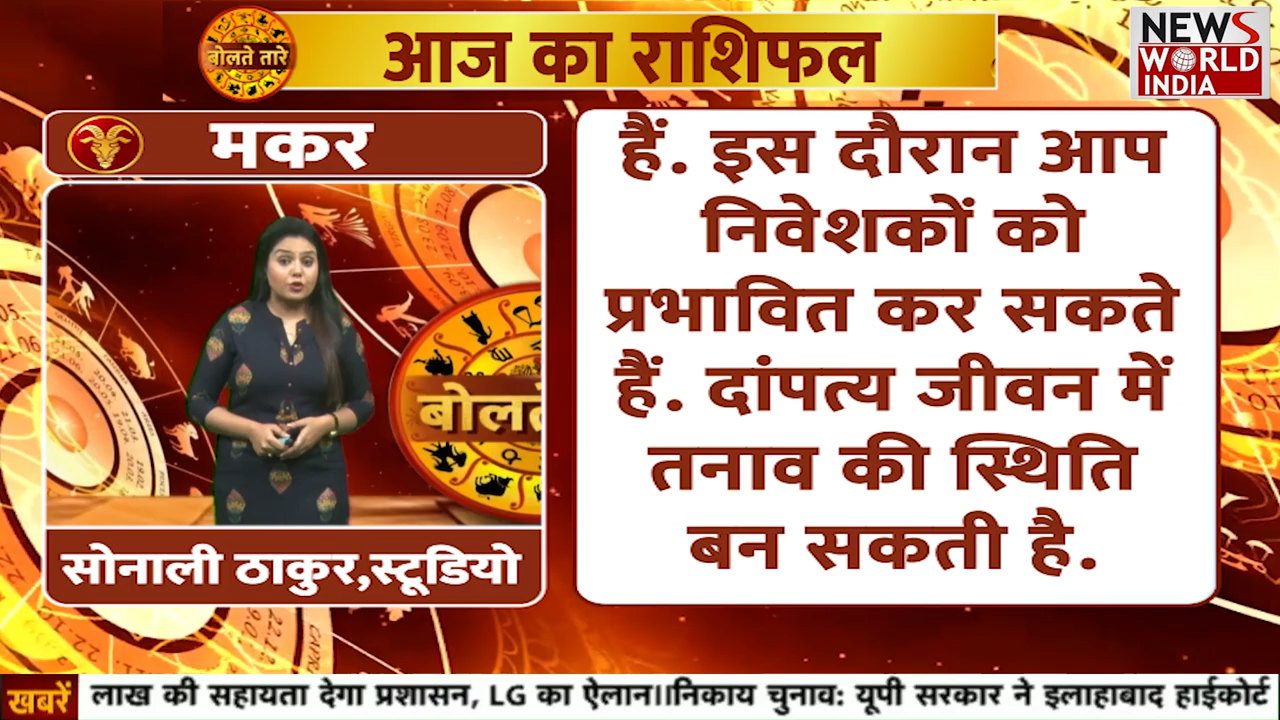 बोलते तारे
आज का राशिफल
NEWS
WORLD
INDIA
मकर
हैं. इस दौरान आप
निवेशकों को
प्रभावित कर सकते
हैं. दांपत्य जीवन में
तनाव की स्थिति
बन सकती है.
सोनाली ठाकुर,स्टूडियो
खबरें
लाख की सहायता देगा प्रशासन, LG का ऐलान।।निकाय चुनाव: यूपी सरकार ने इलाहाबाद हाईकोर्ट